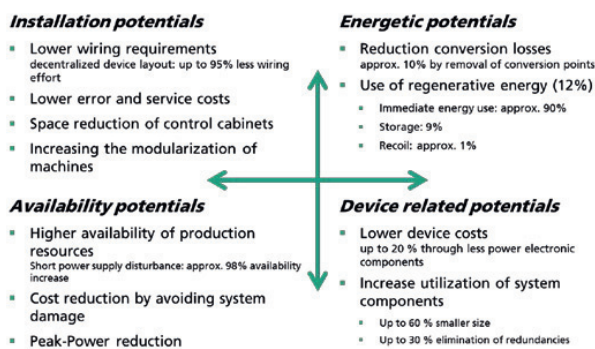 Installation potentials
▪ Lower wiring requirements
decentralized device layout: up to 95% less wiring
effort
▪ Lower error and service costs
▪ Space reduction of control cabinets
▪ Increasing the modularization of
machines
Energetic potentials
▪ Reduction conversion losses
approx. 10% by removal of conversion points
▪ Use of regenerative energy (12%)
▪ Immediate energy use: approx. 90%
▪ Storage: 9%
▪ Recoil: approx. 1%
Availability potentials
▪ Higher availability of production
resources
Short power supply disturbance: approx. 98% availability
increase
▪ Cost reduction by avoiding system
damage
▪ Peak-Power reduction
Device related potentials
▪ Lower device costs
up to 20 % through less power electronic
components
▪ Increase utilization of system
components
▪ Up to 60 % smaller size
▪ Up to 30 % elimination of redundancies